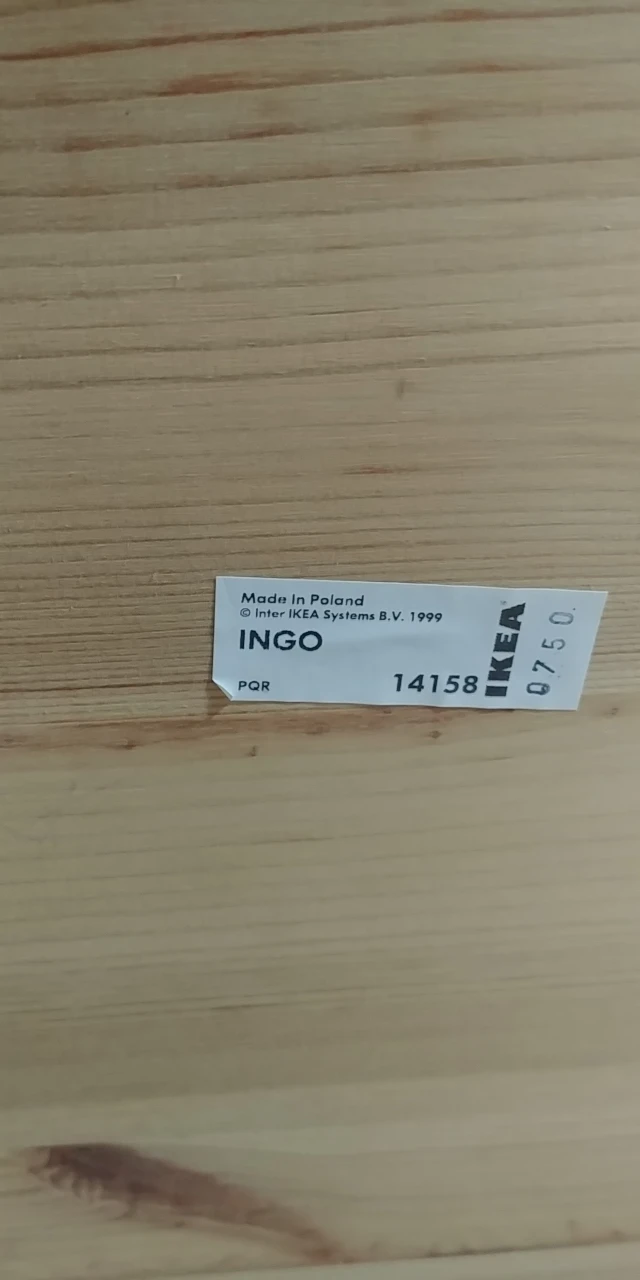 Made In Poland
© Inter IKEA Systems B.V. 1999
INGO
PQR
14158
IKEA
0750